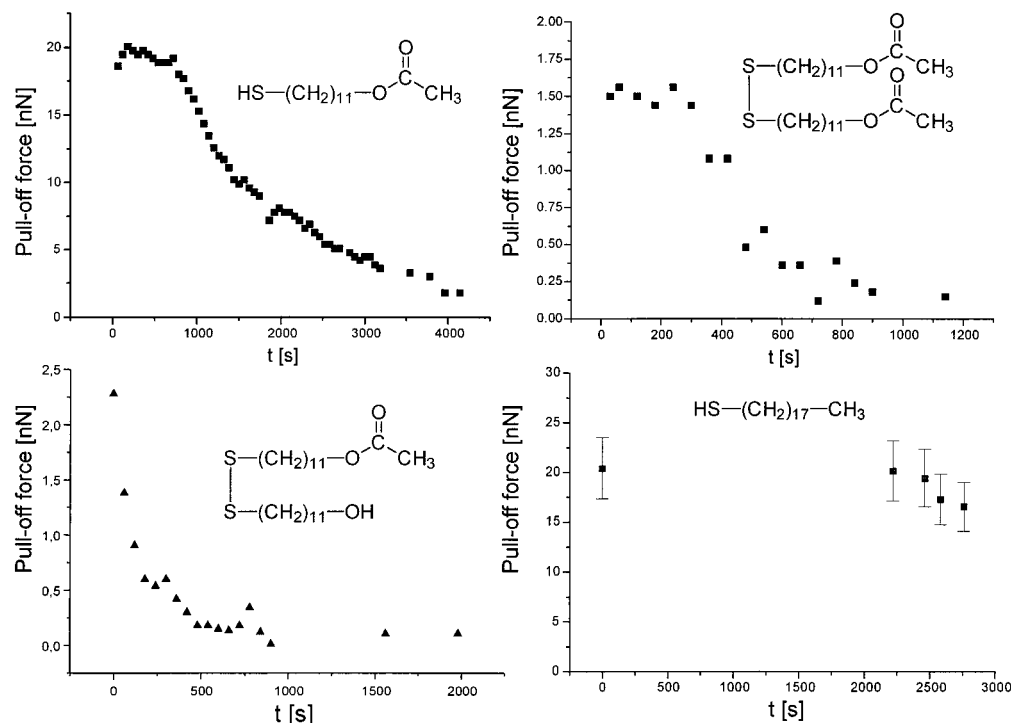 Pull-off force [nN]
20
15
10
5
0
O
HS—(CH2)11—O
C
CH3
0 1000 2000 3000 4000
t [s]
Pull-off force [nN]
2.00
1.75
1.50
1.25
1.00
0.75
0.50
0.25
0.00
O
S—(CH2)11—O
C
CH3
O
S—(CH2)11—O
C
CH3
0 200 400 600 800 1000 1200
t [s]
Pull-off force [nN]
2,5
2,0
1,5
1,0
0,5
0,0
O
S—(CH2)11—O
C
CH3
S—(CH2)11—OH
0 500 1000 1500 2000
t [s]
Pull-off force [nN]
30
25
20
15
10
5
0
HS—(CH2)17—CH3
0 500 1000 1500 2000 2500 3000
t [s]